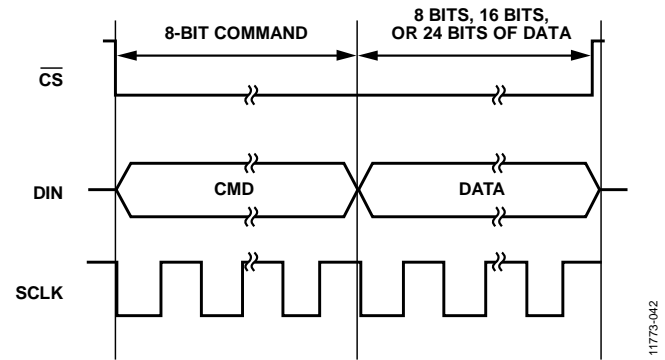 8-BIT COMMAND
8 BITS, 16 BITS,
OR 24 BITS OF DATA
CS
DIN
CMD
DATA
SCLK
11773-042